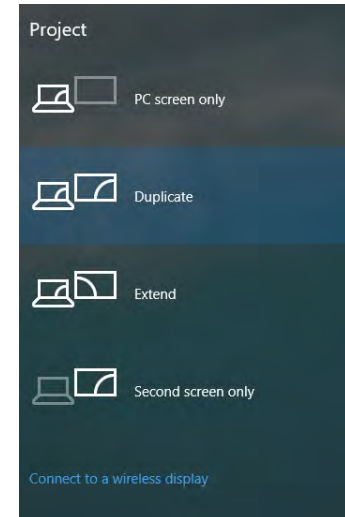 Project
PC screen only
Duplicate
Extend
Second screen only
Connect to a wireless display